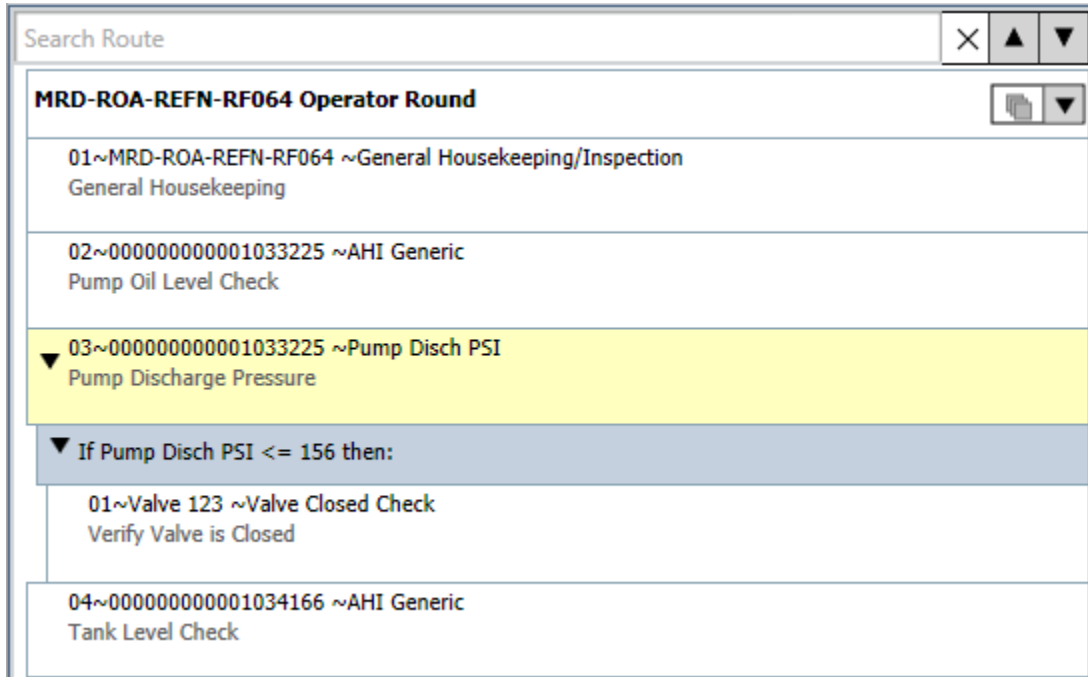 Search Route
MRD-ROA-REFN-RF064 Operator Round
01~MRD-ROA-REFN-RF064 ~General Housekeeping/Inspection
General Housekeeping
02~000000000001033225 ~AHI Generic
Pump Oil Level Check
03~000000000001033225 ~Pump Disch PSI
Pump Discharge Pressure
If Pump Disch PSI <= 156 then:
01~Valve 123 ~Valve Closed Check
Verify Valve is Closed
04~000000000001034166 ~AHI Generic
Tank Level Check